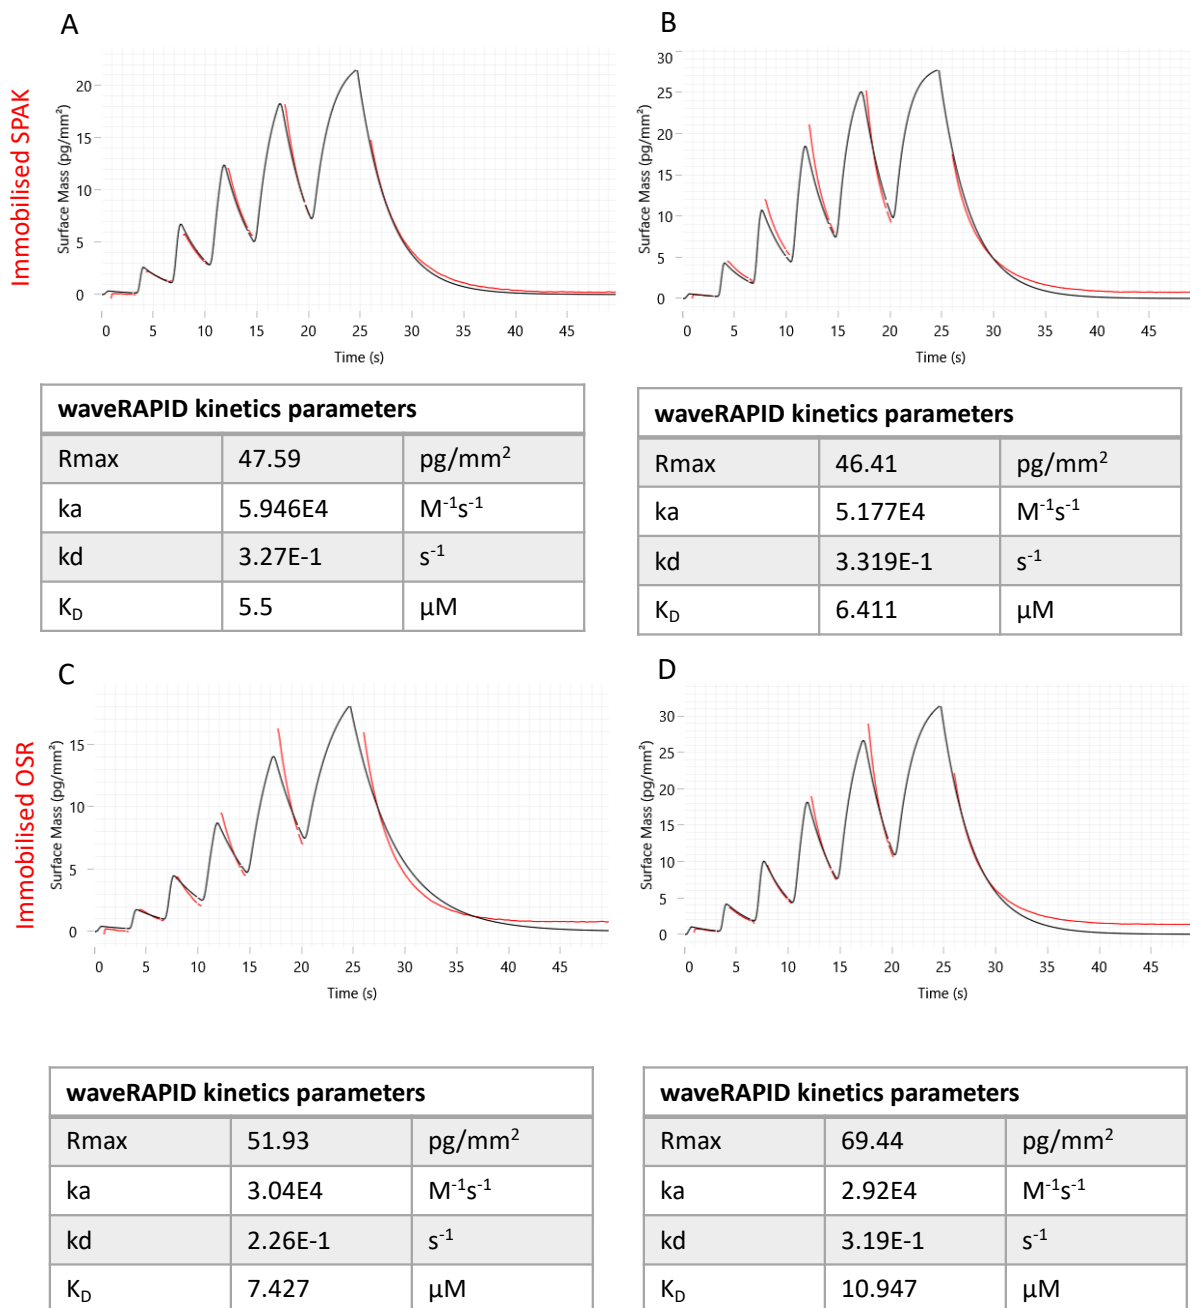 A
B
Immobilised SPAK
Surface Mass (pg/mm²)
20
15
10
5
0
0 5 10 15 20 25 30 35 40 45
Time (s)
Surface Mass (pg/mm²)
30
25
20
15
10
5
0
0 5 10 15 20 25 30 35 40 45
Time (s)
waveRAPID kinetics parameters
Rmax 47.59 pg/mm²
ka 5.946E4 M⁻¹s⁻¹
kd 3.27E-1 s⁻¹
K_D 5.5 µM
waveRAPID kinetics parameters
Rmax 46.41 pg/mm²
ka 5.177E4 M⁻¹s⁻¹
kd 3.319E-1 s⁻¹
K_D 6.411 µM
C
D
Immobilised OSR
Surface Mass (pg/mm²)
15
10
5
0
0 5 10 15 20 25 30 35 40 45
Time (s)
Surface Mass (pg/mm²)
30
25
20
15
10
5
0
0 5 10 15 20 25 30 35 40 45
Time (s)
waveRAPID kinetics parameters
Rmax 51.93 pg/mm²
ka 3.04E4 M⁻¹s⁻¹
kd 2.26E-1 s⁻¹
K_D 7.427 µM
waveRAPID kinetics parameters
Rmax 69.44 pg/mm²
ka 2.92E4 M⁻¹s⁻¹
kd 3.19E-1 s⁻¹
K_D 10.947 µM